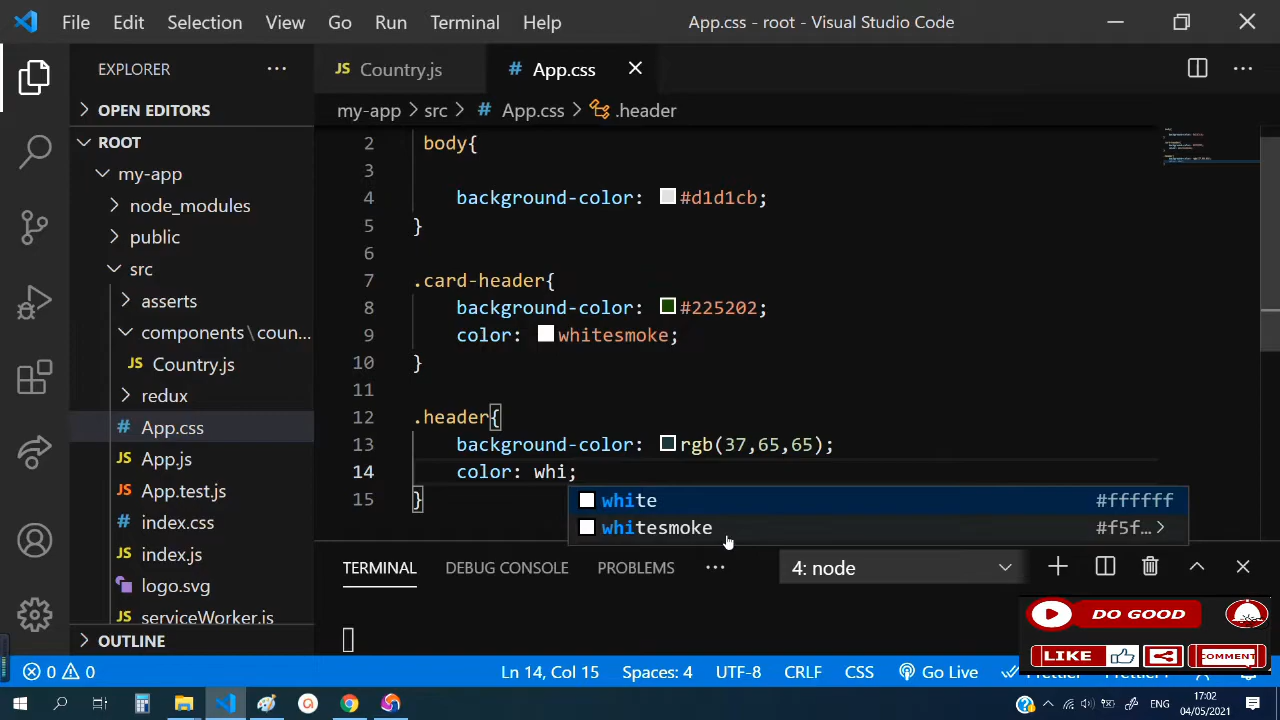 File Edit Selection View Go Run Terminal Help App.css - root - Visual Studio Code
EXPLORER ...
JS Country.js # App.css
OPEN EDITORS
my-app > src > # App.css > .header
ROOT
my-app
node_modules
public
src
asserts
components\coun...
JS Country.js
redux
# App.css
JS App.js
JS App.test.js
# index.css
JS index.js
logo.svg
serviceWorker.js
OUTLINE
2 body{
3
4 background-color: #d1d1cb;
5 }
6
7 .card-header{
8 background-color: #225202;
9 color: whitesmoke;
10 }
11
12 .header{
13 background-color: rgb(37,65,65);
14 color: whi;
15 }
white #ffffff
whitesmoke #f5f...
TERMINAL DEBUG CONSOLE PROBLEMS ... 4: node
DO GOOD
LIKE COMMENT
0 0 Ln 14, Col 15 Spaces: 4 UTF-8 CRLF CSS Go Live
ENG 17:02
04/05/2021